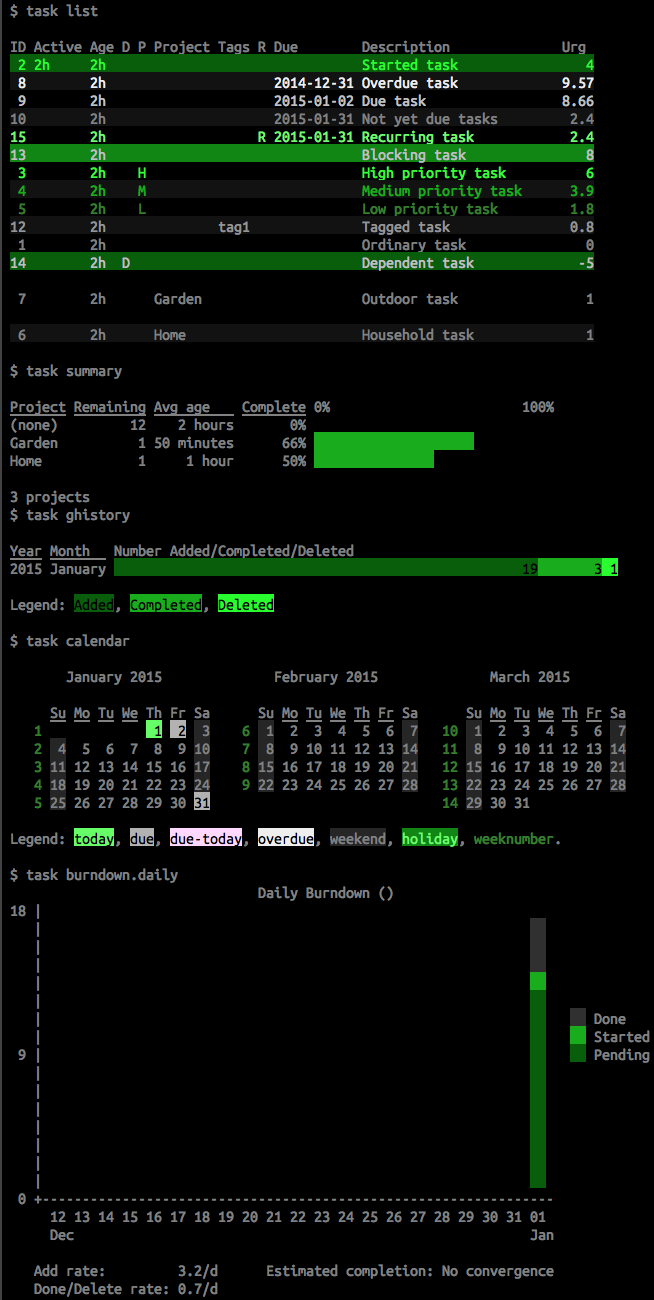 $ task list
ID Active Age D P Project Tags R Due Description Urg
2 2h 2h Started task 4
8 2h 2014-12-31 Overdue task 9.57
9 2h 2015-01-02 Due task 8.66
10 2h 2015-01-31 Not yet due tasks 2.4
15 2h R 2015-01-31 Recurring task 2.4
13 2h Blocking task 8
3 2h H High priority task 6
4 2h M Medium priority task 3.9
5 2h L Low priority task 1.8
12 2h tag1 Tagged task 0.8
1 2h Ordinary task 0
14 2h D Dependent task -5
7 2h Garden Outdoor task 1
6 2h Home Household task 1
$ task summary
Project Remaining Avg age Complete 0% 100%
(none) 12 2 hours 0%
Garden 1 50 minutes 66%
Home 1 1 hour 50%
3 projects
$ task ghistory
Year Month Number Added/Completed/Deleted
2015 January 19 3 1
Legend: Added, Completed, Deleted
$ task calendar
January 2015 February 2015 March 2015
Su Mo Tu We Th Fr Sa Su Mo Tu We Th Fr Sa Su Mo Tu We Th Fr Sa
1 1 2 3 6 1 2 3 4 5 6 7 10 1 2 3 4 5 6 7
2 4 5 6 7 8 9 10 7 8 9 10 11 12 13 14 11 8 9 10 11 12 13 14
3 11 12 13 14 15 16 17 8 15 16 17 18 19 20 21 12 15 16 17 18 19 20 21
4 18 19 20 21 22 23 24 9 22 23 24 25 26 27 28 13 22 23 24 25 26 27 28
5 25 26 27 28 29 30 31 14 29 30 31
Legend: today, due, due-today, overdue, weekend, holiday, weeknumber.
$ task burndown.daily
Daily Burndown ()
18
Done
Started
9 Pending
0
12 13 14 15 16 17 18 19 20 21 22 23 24 25 26 27 28 29 30 31 01
Dec Jan
Add rate: 3.2/d Estimated completion: No convergence
Done/Delete rate: 0.7/d